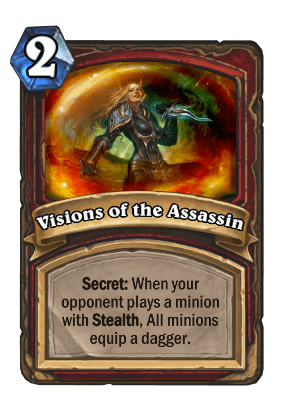 2
Visions of the Assassin
Secret: When your
opponent plays a minion
with Stealth, All minions
equip a dagger.